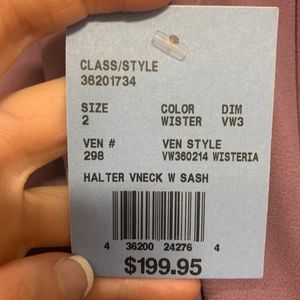 CLASS/STYLE
36201734
SIZE COLOR DIM
2 WISTER VW3
VEN # VEN STYLE
298 VW360214 WISTERIA
HALTER VNECK W SASH
4 36200 24276 4
$199.95